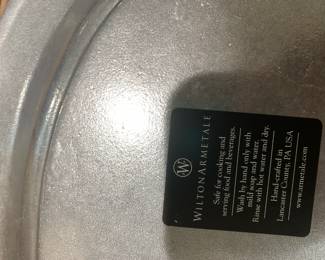 W
WILTON ARMETALE
Safe for cooking and
serving food and beverages.
Wash by hand only with
mild soap and water.
Rinse with hot water and dry.
Hand-crafted in
Lancaster County, PA USA
www.armetale.com